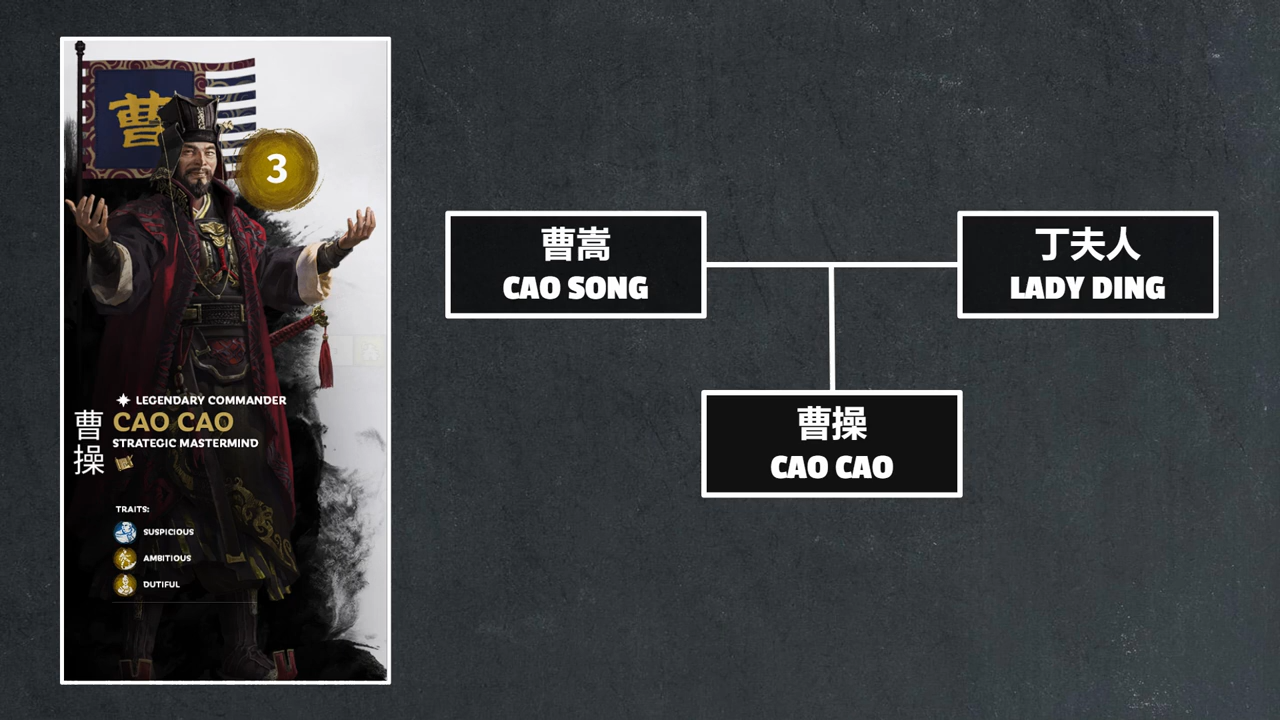 曹
3
LEGENDARY COMMANDER
曹操
CAO CAO
STRATEGIC MASTERMIND
TRAITS:
SUSPICIOUS
AMBITIOUS
DUTIFUL
曹嵩
CAO SONG
丁夫人
LADY DING
曹操
CAO CAO